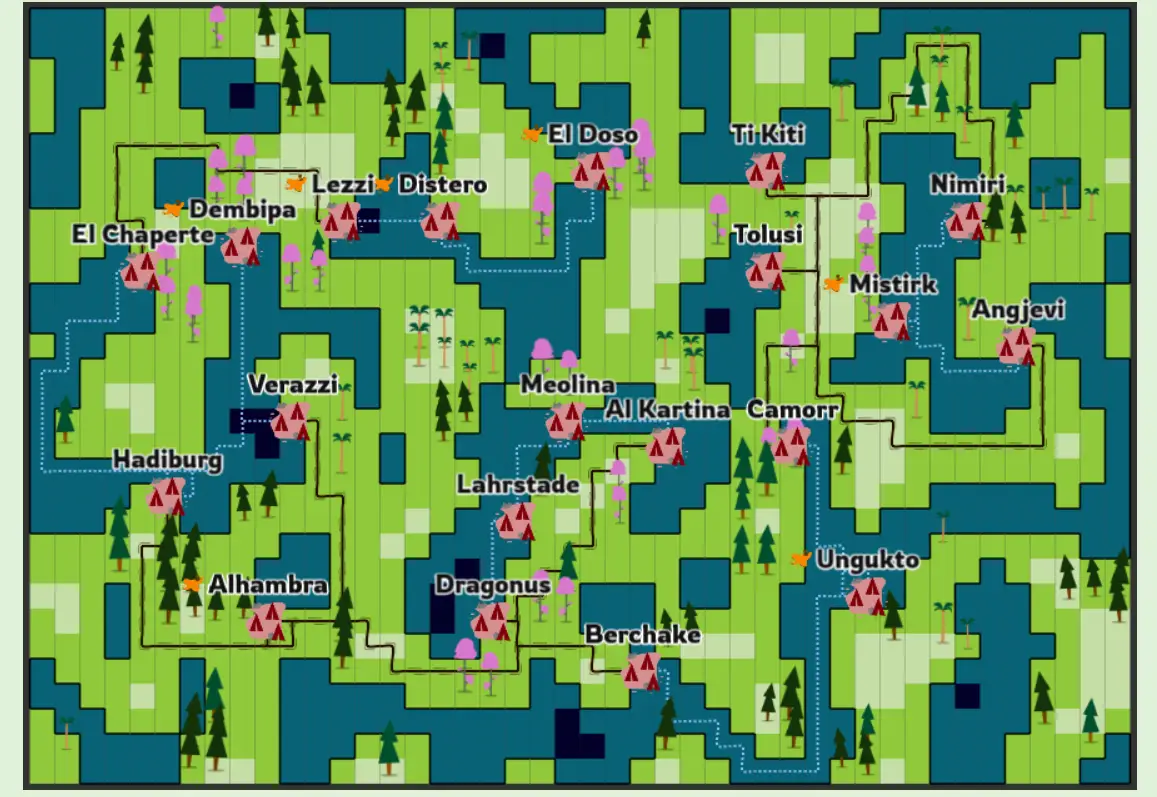 El Doso
Ti Kiti
Lezzi
Distero
Nimiri
Dembipa
El Chaperte
Tolusi
Mistirk
Angjevi
Verazzi
Meolina
Al Kartina
Camorr
Hadiburg
Lahrstade
Ungukto
Alhambra
Dragonus
Berchake